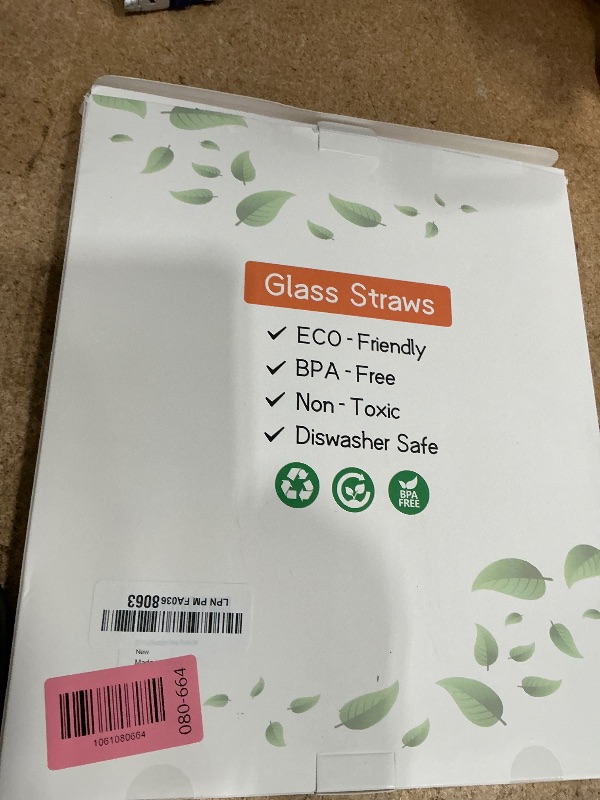 Glass Straws
ECO - Friendly
BPA - Free
Non - Toxic
Diswasher Safe
BPA
FREE
LPN PM FA0368063
New
Made
1061080664
080-664